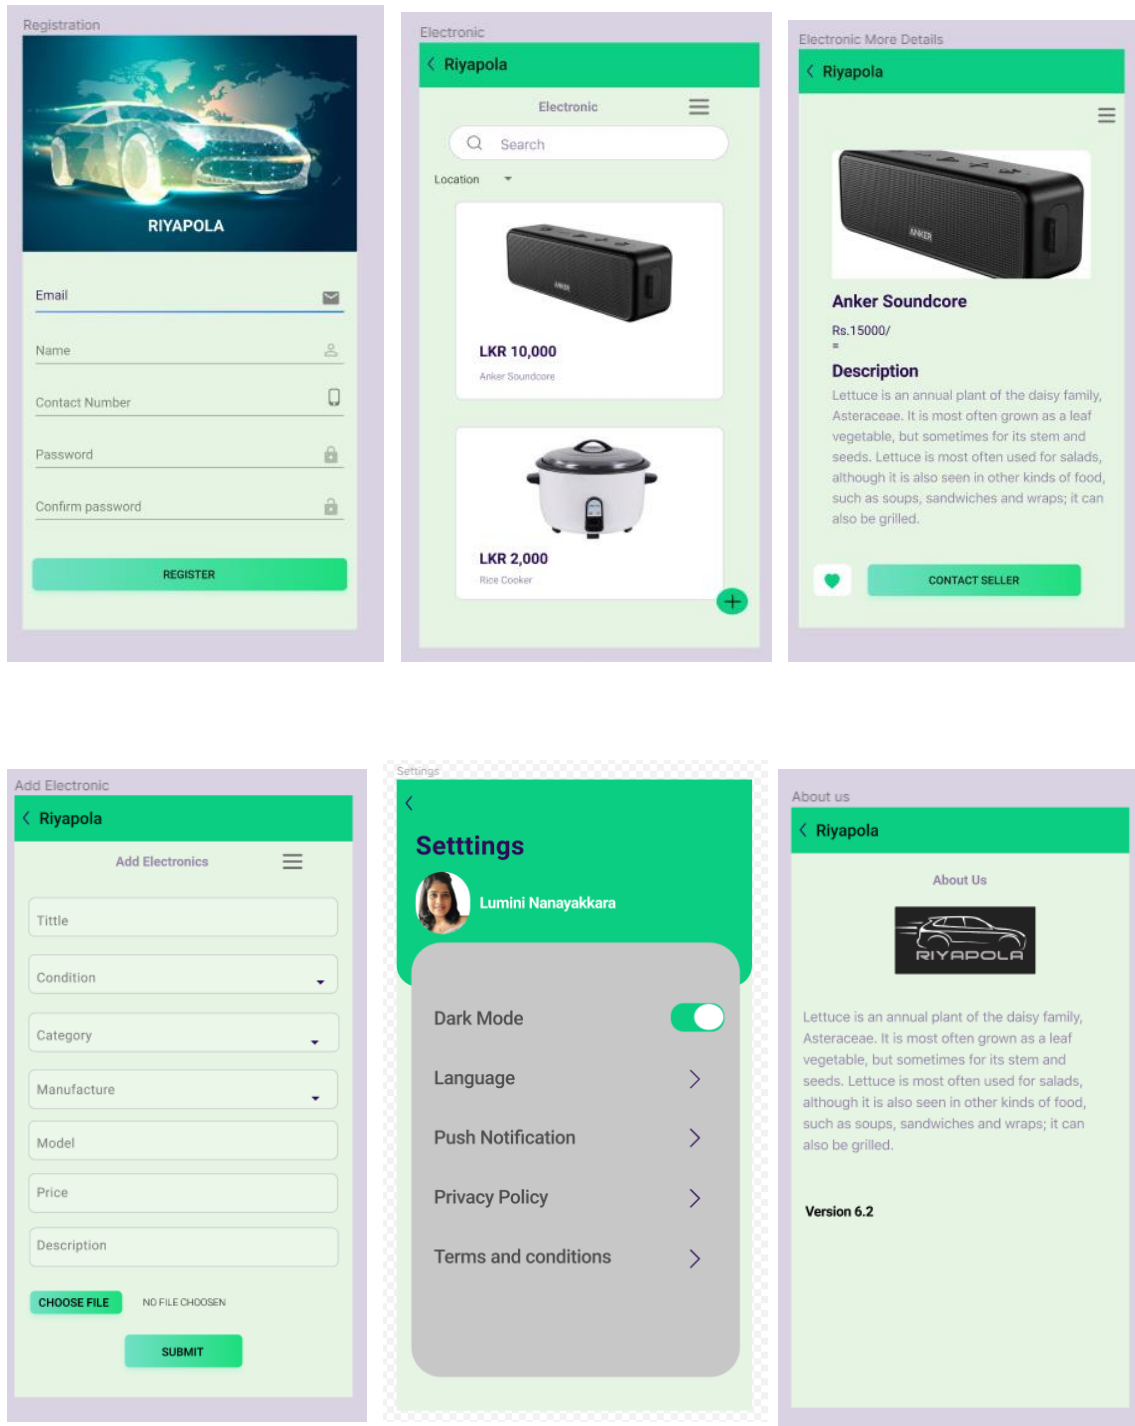 Registration
RIYAPOLA
Email
Name
Contact Number
Password
Confirm password
REGISTER
Electronic
Riyapola
Electronic
Search
Location
ANKER
LKR 10,000
Anker Soundcore
LKR 2,000
Rice Cooker
Electronic More Details
Riyapola
ANKER
Anker Soundcore
Rs.15000/
=
Description
Lettuce is an annual plant of the daisy family,
Asteraceae. It is most often grown as a leaf
vegetable, but sometimes for its stem and
seeds. Lettuce is most often used for salads,
although it is also seen in other kinds of food,
such as soups, sandwiches and wraps; it can
also be grilled.
CONTACT SELLER
Add Electronic
Riyapola
Add Electronics
Tittle
Condition
Category
Manufacture
Model
Price
Description
CHOOSE FILE NO FILE CHOOSEN
SUBMIT
Settings
Setttings
Lumini Nanayakkara
Dark Mode
Language
Push Notification
Privacy Policy
Terms and conditions
About us
Riyapola
About Us
RIYAPOLA
Lettuce is an annual plant of the daisy family,
Asteraceae. It is most often grown as a leaf
vegetable, but sometimes for its stem and
seeds. Lettuce is most often used for salads,
although it is also seen in other kinds of food,
such as soups, sandwiches and wraps; it can
also be grilled.
Version 6.2